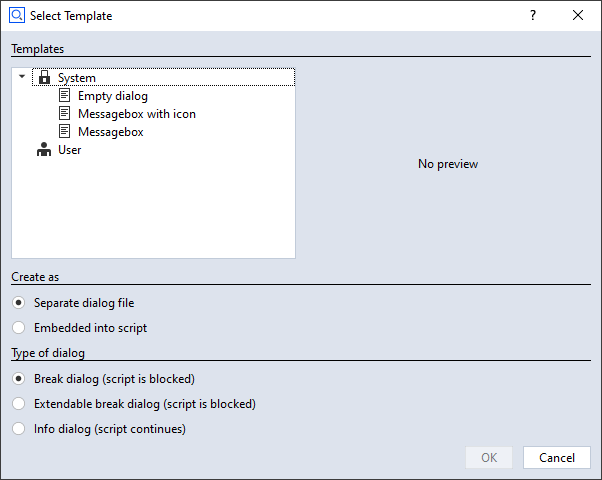 Select Template
?
Templates
System
Empty dialog
Messagebox with icon
Messagebox
User
No preview
Create as
Separate dialog file
Embedded into script
Type of dialog
Break dialog (script is blocked)
Extendable break dialog (script is blocked)
Info dialog (script continues)
OK
Cancel